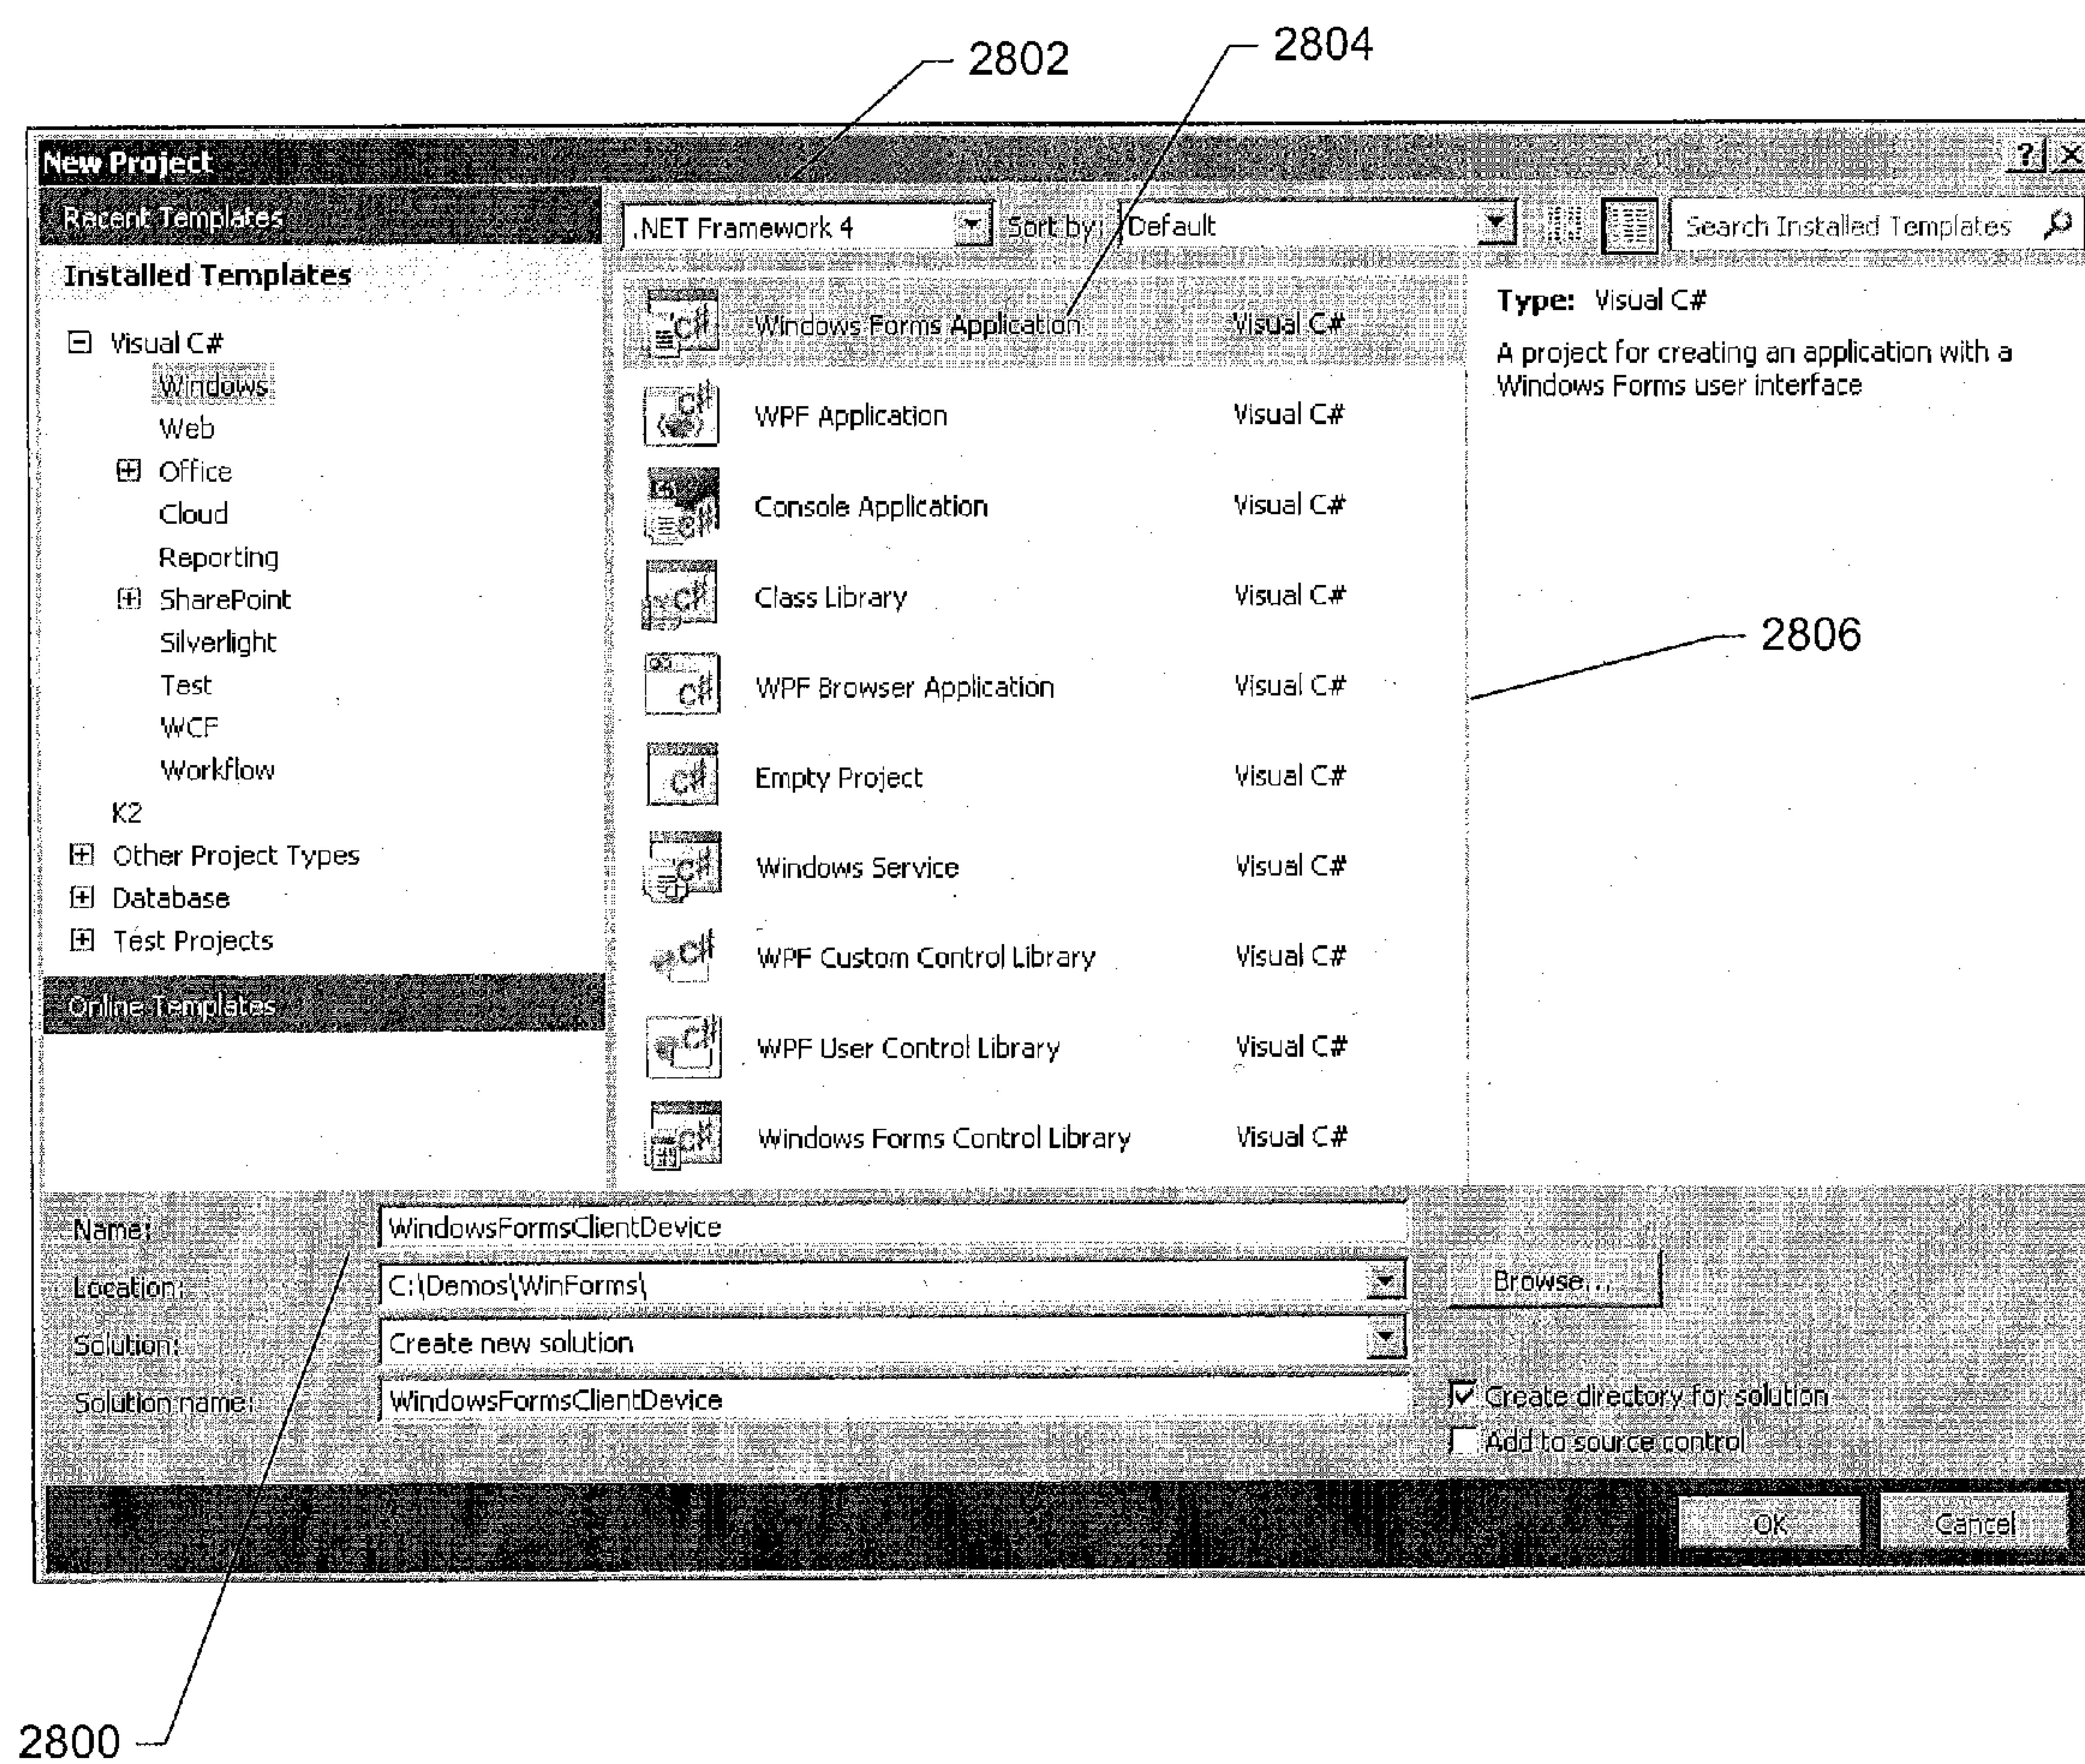 2802
2804
New Project
? X
Recent Templates
.NET Framework 4
Sort by: Default
Search Installed Templates
Installed Templates
Visual C#
Windows
Web
Office
Cloud
Reporting
SharePoint
Silverlight
Test
WCF
Workflow
K2
Other Project Types
Database
Test Projects
Online Templates
Windows Forms Application Visual C#
WPF Application Visual C#
Console Application Visual C#
Class Library Visual C#
WPF Browser Application Visual C#
Empty Project Visual C#
Windows Service Visual C#
WPF Custom Control Library Visual C#
WPF User Control Library Visual C#
Windows Forms Control Library Visual C#
Type: Visual C#
A project for creating an application with a
Windows Forms user interface
2806
Name: WindowsFormsClientDevice
Location: C:\Demos\WinForms\
Browse...
Solution: Create new solution
Solution name: WindowsFormsClientDevice
Create directory for solution
Add to source control
OK
Cancel
2800